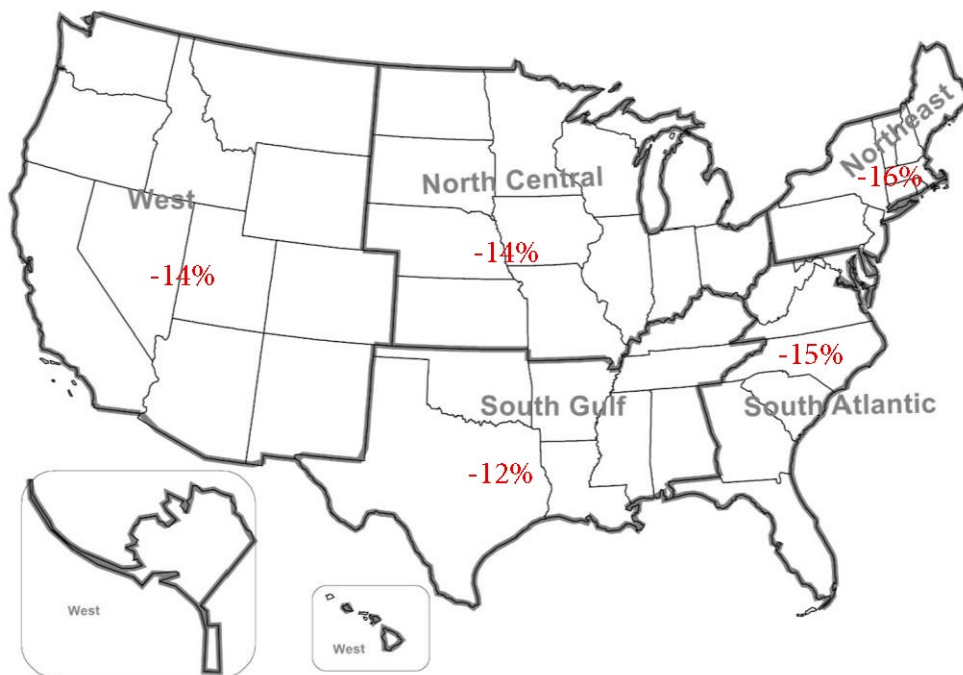 Northeast
-16%
North Central
West
-14%
-14%
-15%
South Gulf
South Atlantic
-12%
West
West